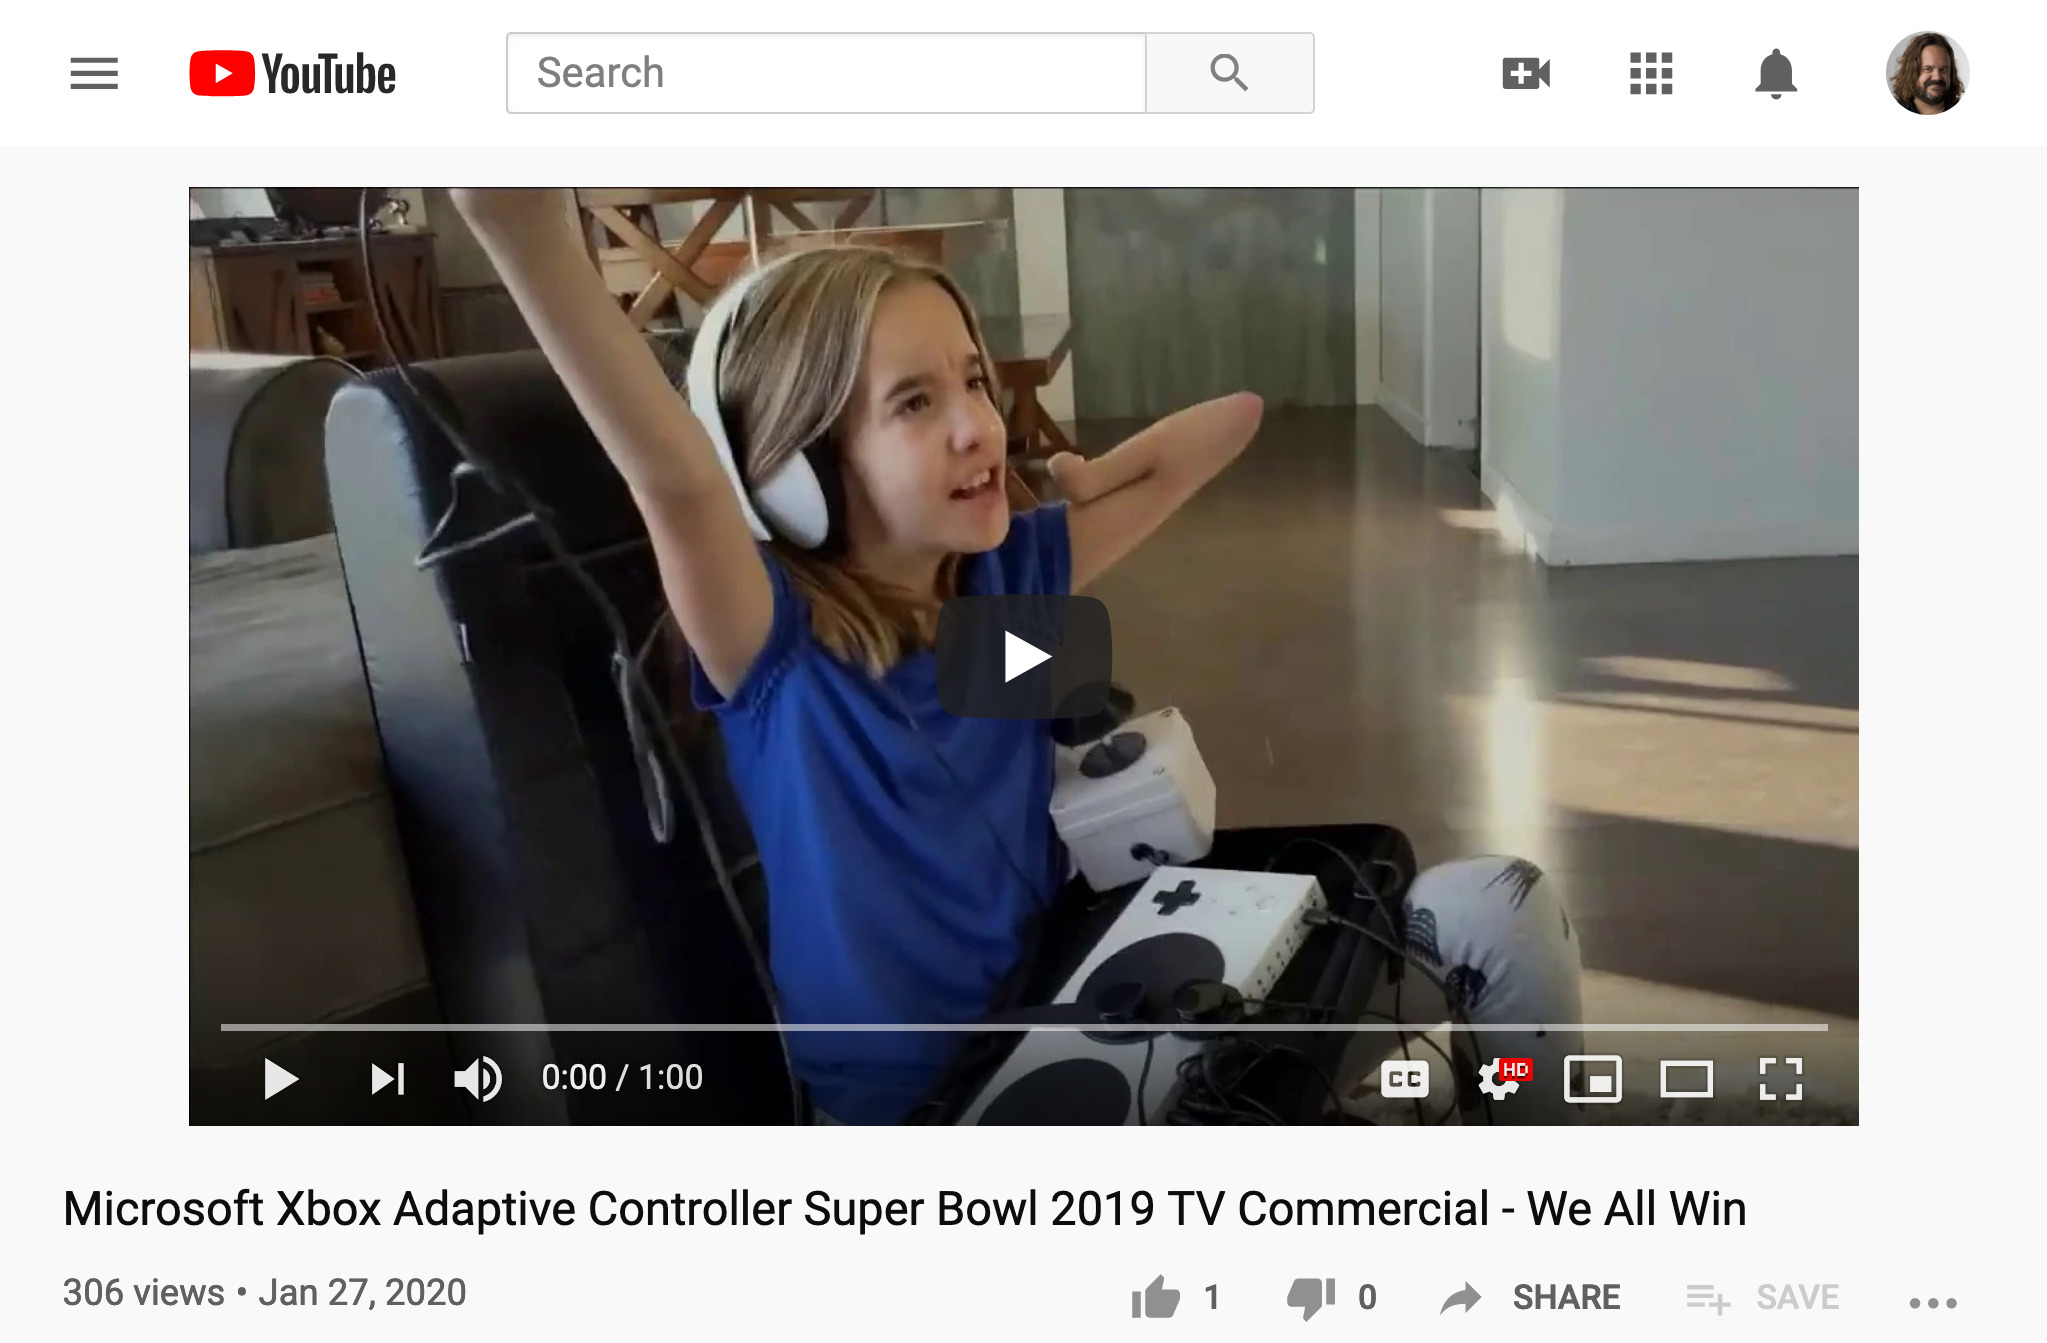 YouTube
Search
0:00 / 1:00
CC
HD
Microsoft Xbox Adaptive Controller Super Bowl 2019 TV Commercial - We All Win
306 views • Jan 27, 2020
1
0
SHARE
SAVE